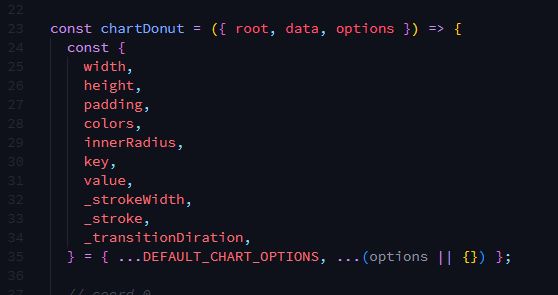 22
23 const chartDonut = ({ root, data, options }) => {
24 const {
25 width,
26 height,
27 padding,
28 colors,
29 innerRadius,
30 key,
31 value,
32 _strokeWidth,
33 _stroke,
34 _transitionDiration,
35 } = { ...DEFAULT_CHART_OPTIONS, ...(options || {}) };
36
// coord 0